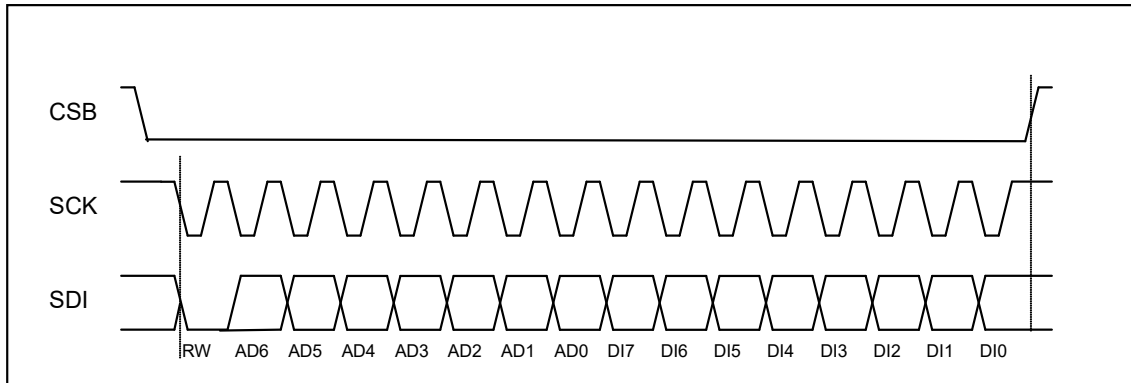 CSB
SCK
SDI
RW AD6 AD5 AD4 AD3 AD2 AD1 AD0 DI7 DI6 DI5 DI4 DI3 DI2 DI1 DI0